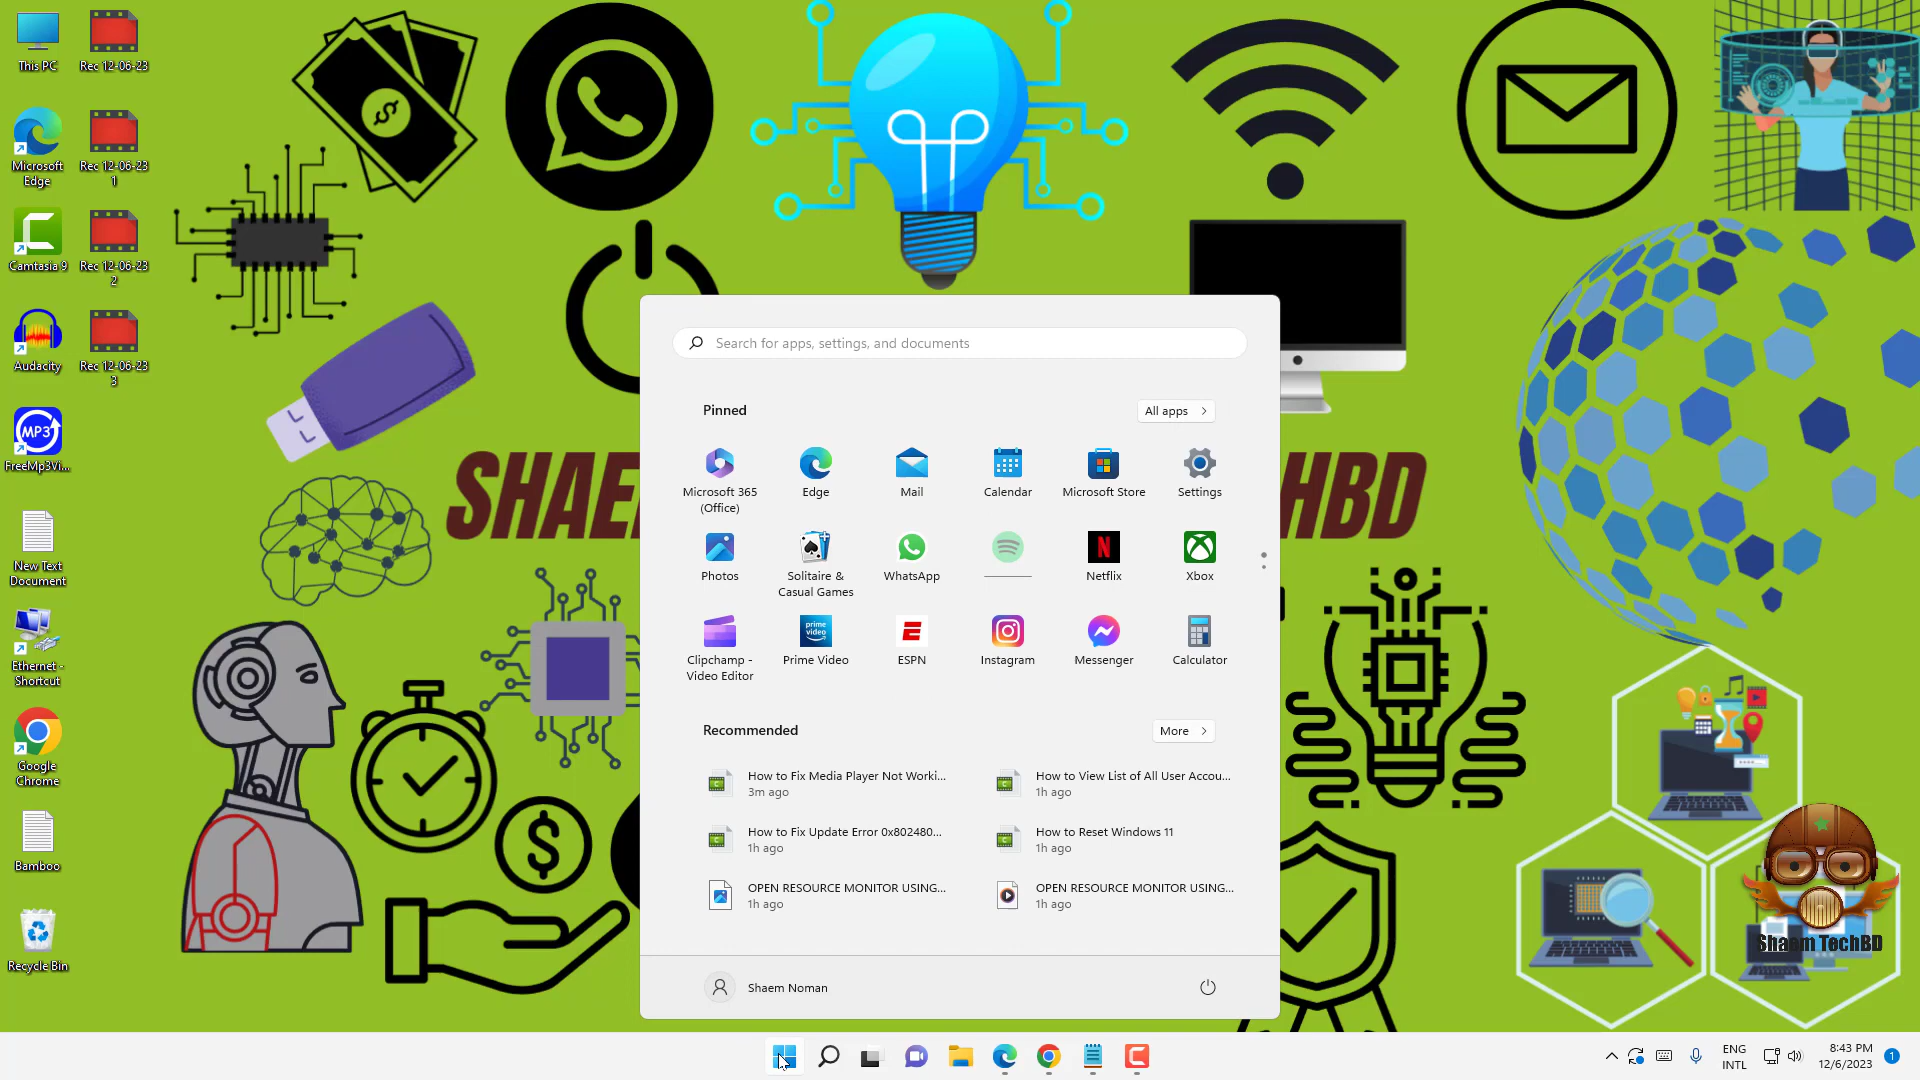 This PC
Rec 12-06-23
Microsoft
Edge
Rec 12-06-23
1
Camtasia 9
Rec 12-06-23
2
Audacity
Rec 12-06-23
3
MP3
FreeMp3Vi...
New Text
Document
Ethernet -
Shortcut
Google
Chrome
Bamboo
Recycle Bin
SHAE
HBD
Search for apps, settings, and documents
Pinned
All apps
Microsoft 365
(Office)
Edge
Mail
Calendar
Microsoft Store
Settings
Photos
Solitaire &
Casual Games
WhatsApp
Netflix
Xbox
prime
video
Clipchamp -
Video Editor
Prime Video
ESPN
Instagram
Messenger
Calculator
Recommended
More
How to Fix Media Player Not Worki...
3m ago
How to View List of All User Accou...
1h ago
How to Fix Update Error 0x802480...
1h ago
How to Reset Windows 11
1h ago
OPEN RESOURCE MONITOR USING...
1h ago
OPEN RESOURCE MONITOR USING...
1h ago
Shaem Noman
Shaem TechBD
ENG
INTL
8:43 PM
12/6/2023
1